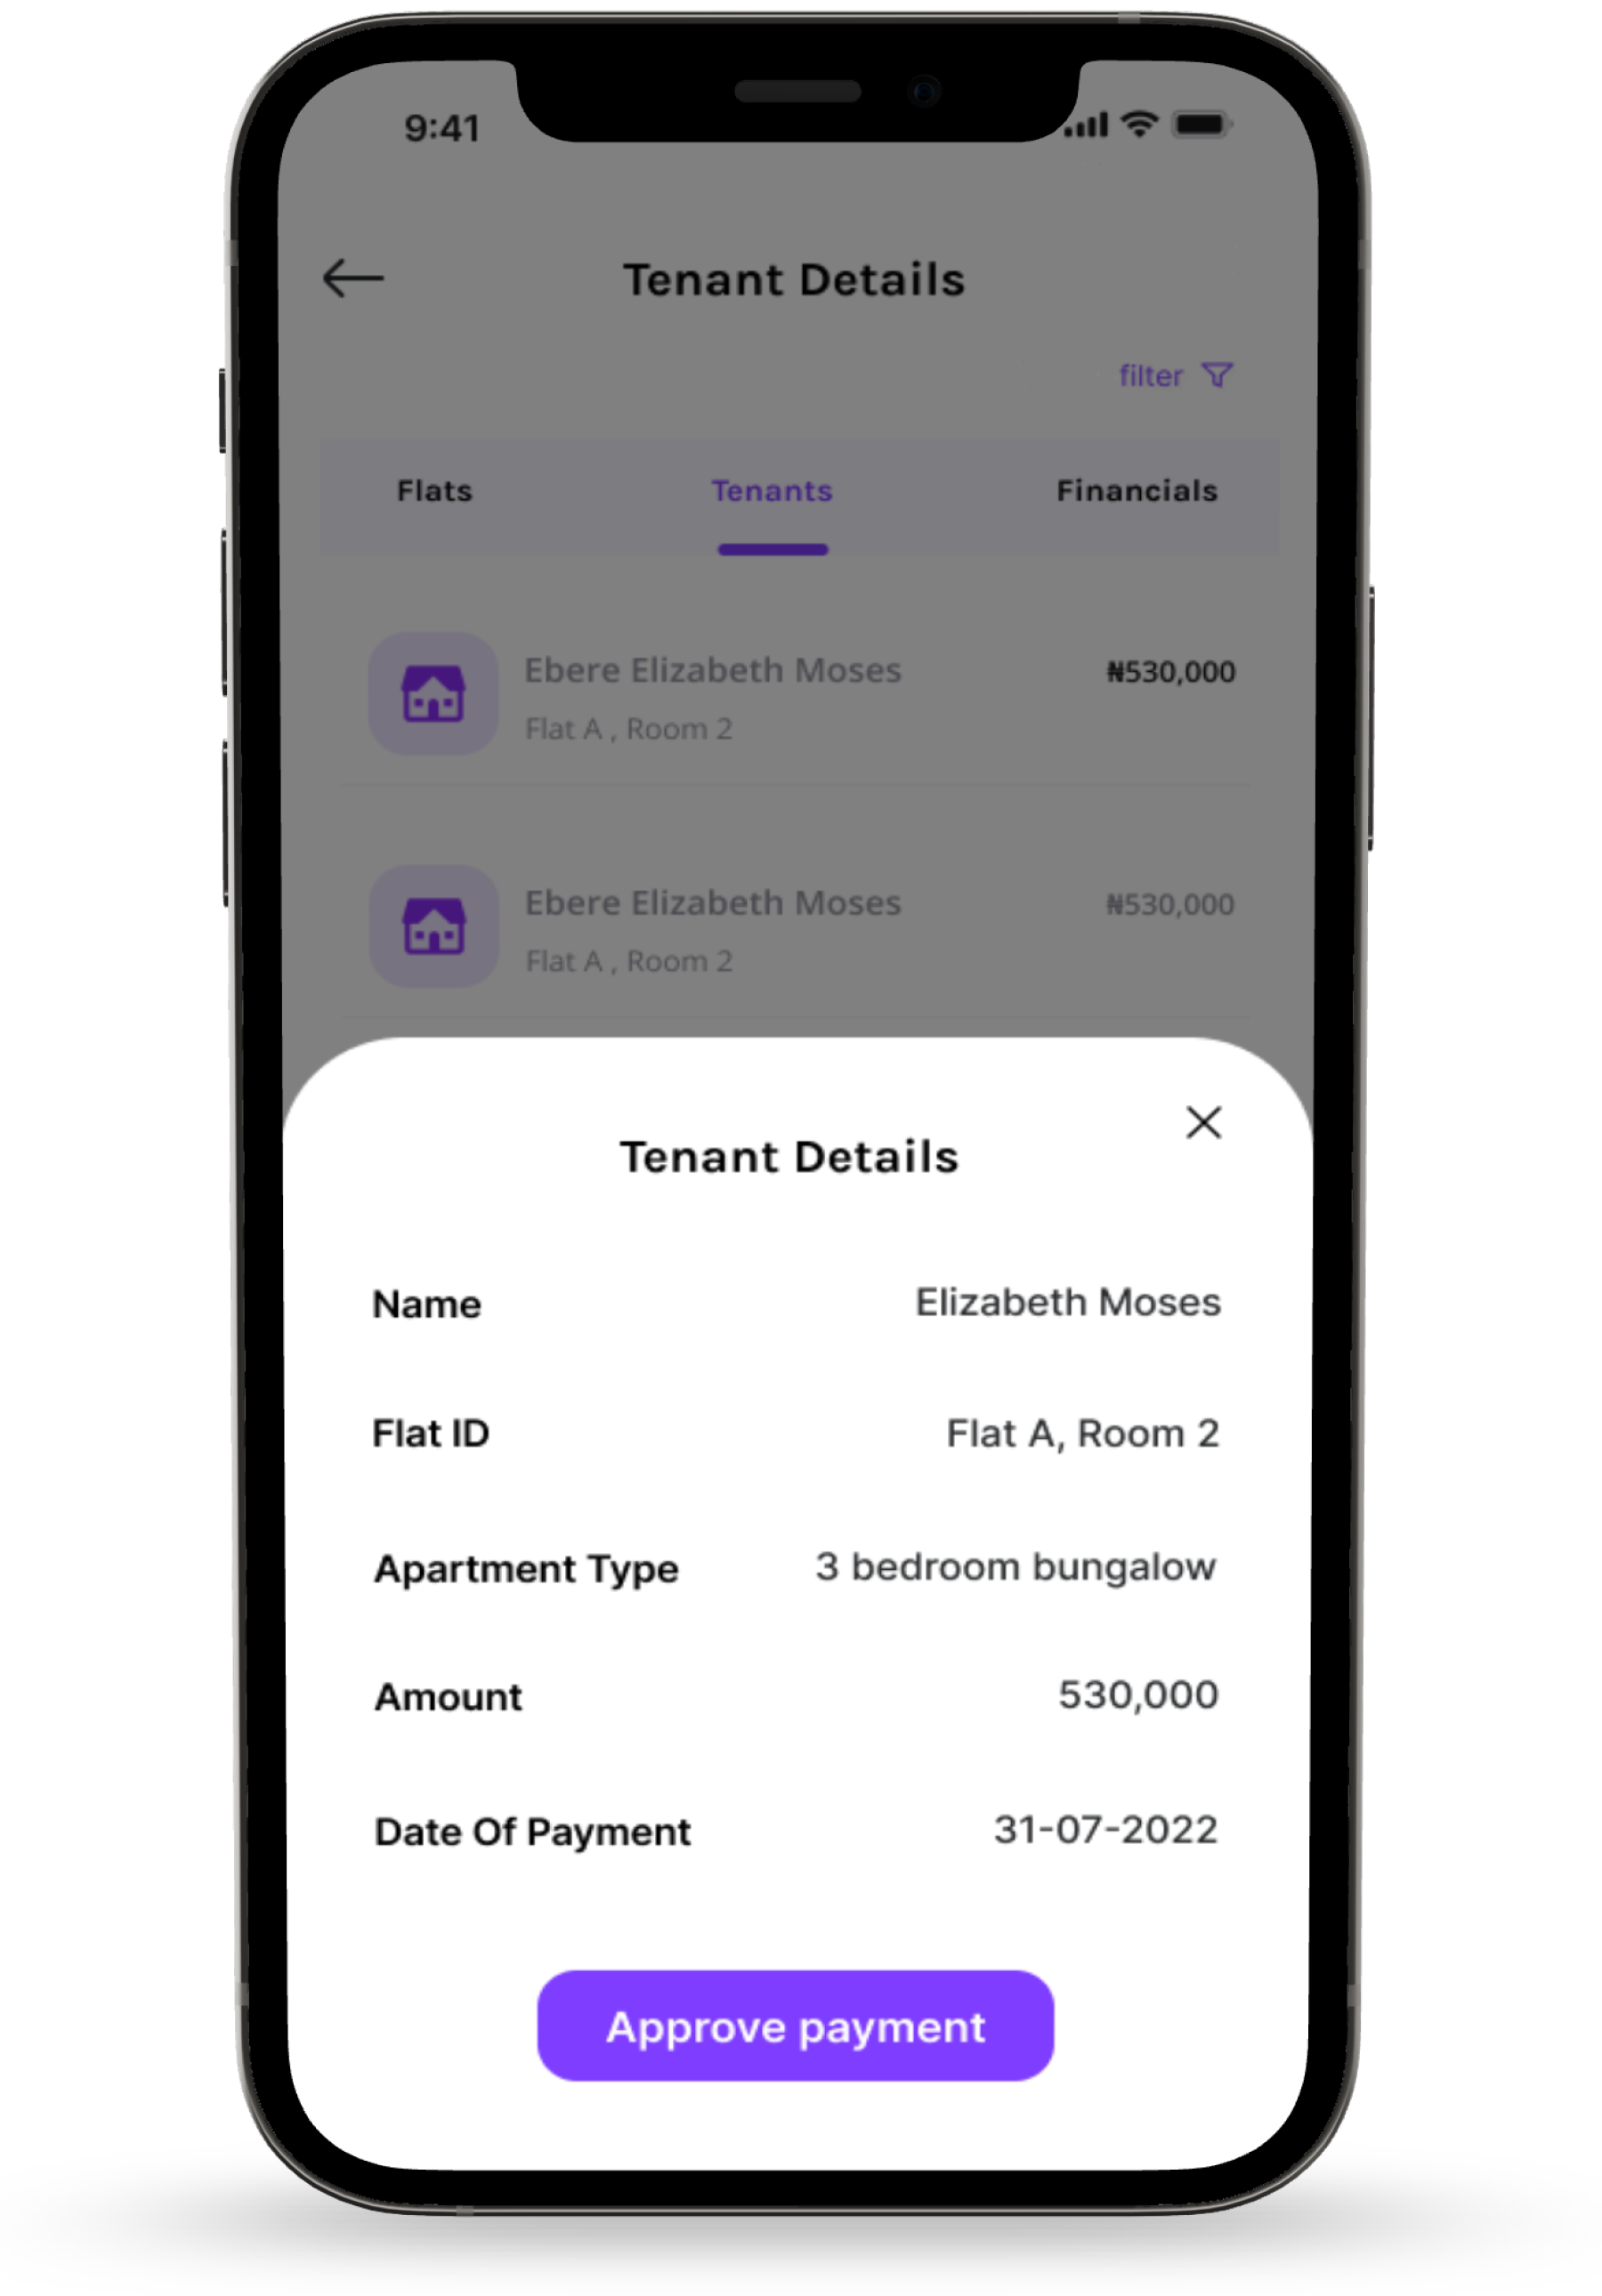 9:41
Tenant Details
filter
Flats Tenants Financials
Ebere Elizabeth Moses ₦530,000
Flat A , Room 2
Ebere Elizabeth Moses ₦530,000
Flat A , Room 2
Tenant Details
Name Elizabeth Moses
Flat ID Flat A, Room 2
Apartment Type 3 bedroom bungalow
Amount 530,000
Date Of Payment 31-07-2022
Approve payment